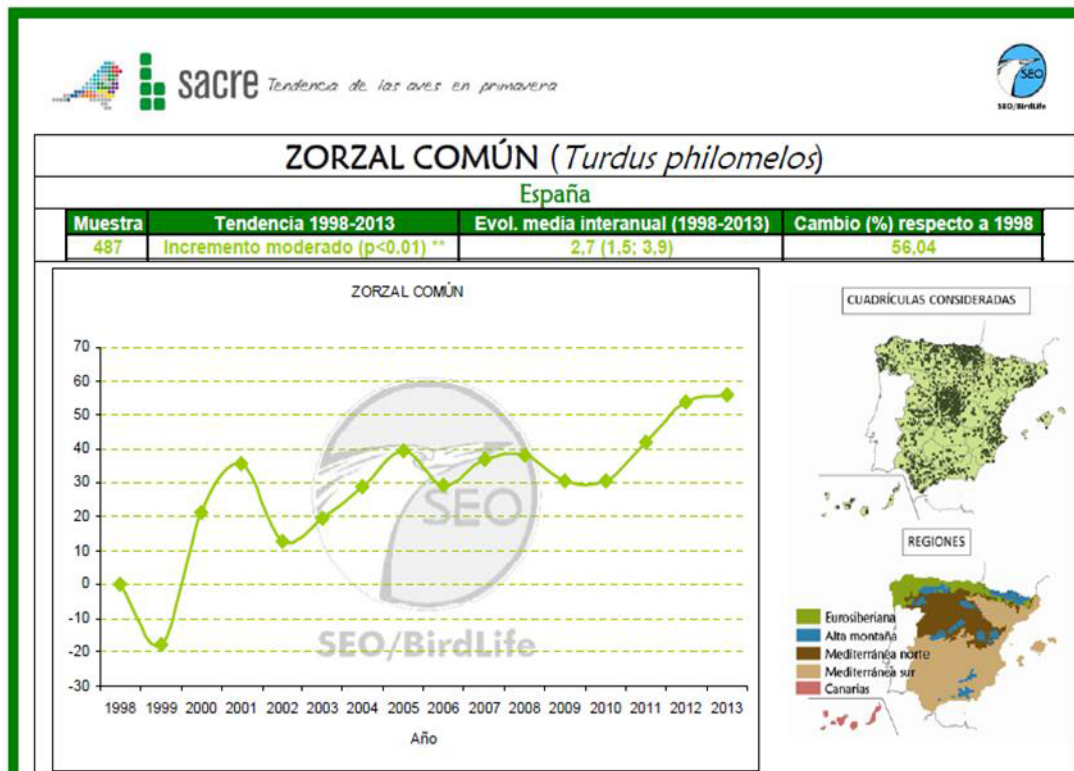 sacre Tendencia de las aves en primavera
SEO
SEO/BirdLife
ZORZAL COMÚN (Turdus philomelos)
España
Muestra Tendencia 1998-2013 Evol. media interanual (1998-2013) Cambio (%) respecto a 1998
487 Incremento moderado (p<0.01) ** 2,7 (1,5; 3,9) 56,04
ZORZAL COMÚN
70
60
50
40
30
20
10
0
-10
-20
-30
SEO
SEO/BirdLife
1998 1999 2000 2001 2002 2003 2004 2005 2006 2007 2008 2009 2010 2011 2012 2013
Año
CUADRÍCULAS CONSIDERADAS
REGIONES
Eurosiberiana
Alta montaña
Mediterránea norte
Mediterránea sur
Canarias